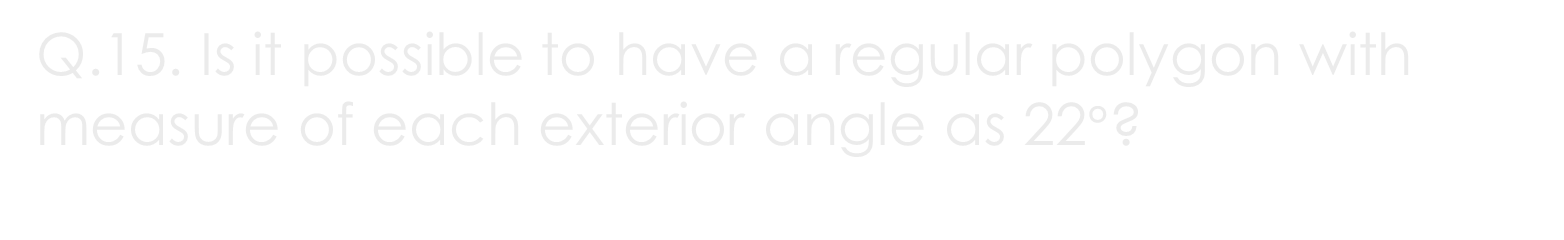 Q.15. Is it possible to have a regular polygon with
measure of each exterior angle as 22°?